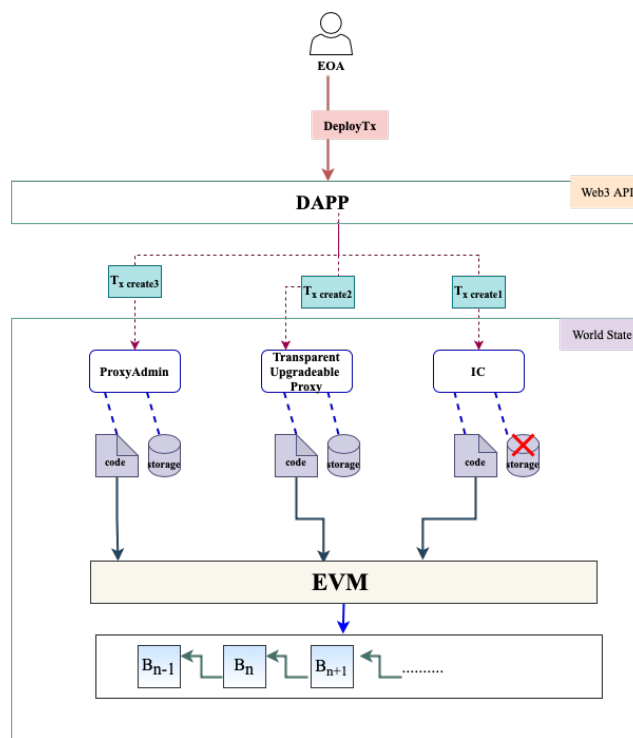 EOA
DeployTx
Web3 API
DAPP
Tx create3
Tx create2
Tx create1
World State
ProxyAdmin
Transparent
Upgradeable
Proxy
IC
code
storage
code
storage
code
storage
EVM
Bn-1
Bn
Bn+1
..........